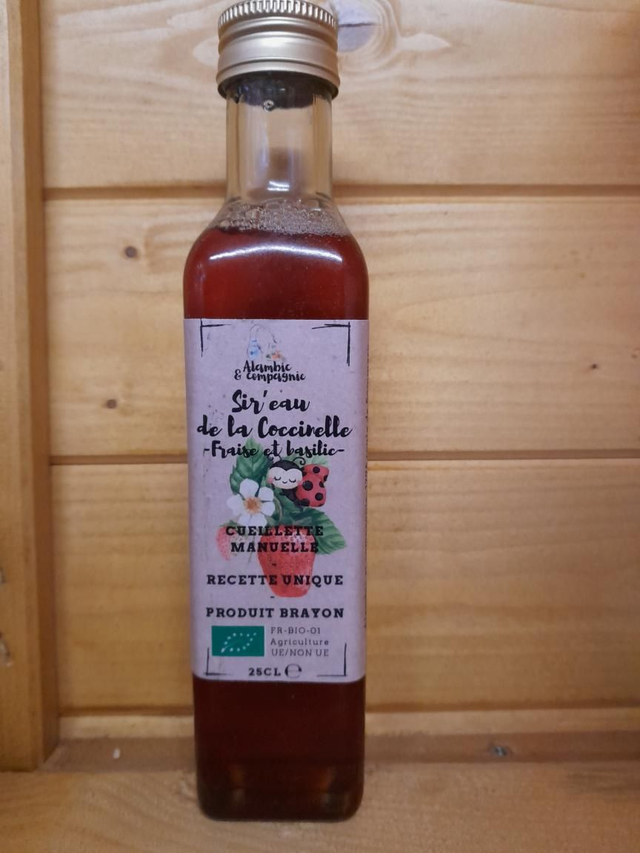 Alambic
& compagnie
Sir'eau
de la Coccinelle
-Fraise et basilic-
CUEILLETTE
MANUELLE
-
RECETTE UNIQUE
-
PRODUIT BRAYON
FR-BIO-01
Agriculture
UE/NON UE
25CL ℮